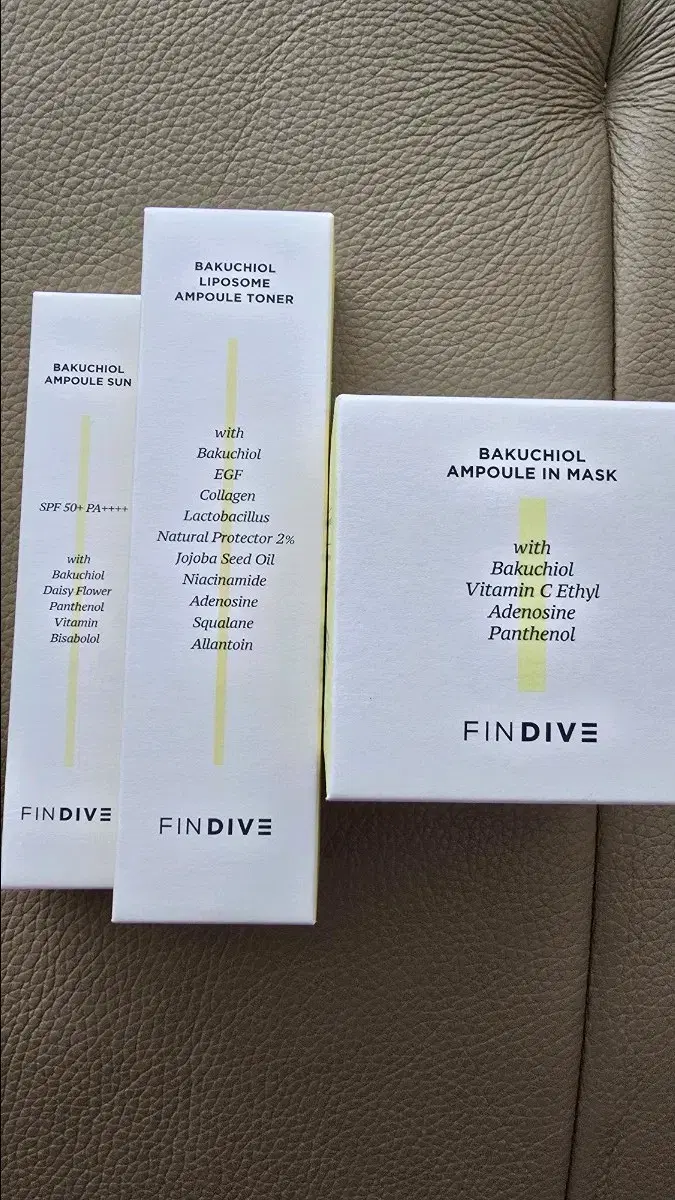 BAKUCHIOL
AMPOULE SUN
SPF 50+ PA++++
with
Bakuchiol
Daisy Flower
Panthenol
Vitamin
Bisabolol
FINDIVE
BAKUCHIOL
LIPOSOME
AMPOULE TONER
with
Bakuchiol
EGF
Collagen
Lactobacillus
Natural Protector 2%
Jojoba Seed Oil
Niacinamide
Adenosine
Squalane
Allantoin
FINDIVE
BAKUCHIOL
AMPOULE IN MASK
with
Bakuchiol
Vitamin C Ethyl
Adenosine
Panthenol
FINDIVE